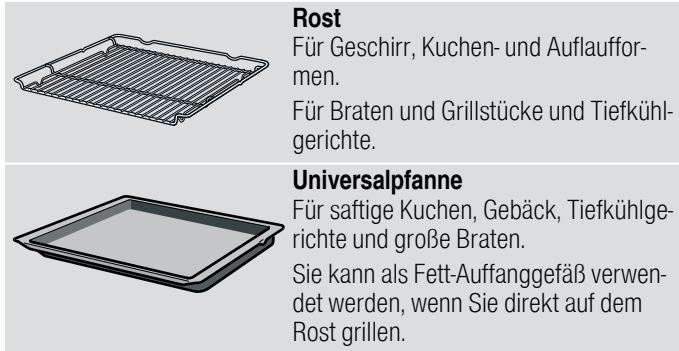 Rost
Für Geschirr, Kuchen- und Auflauffor-
men.
Für Braten und Grillstücke und Tiefkühl-
gerichte.
Universalpfanne
Für saftige Kuchen, Gebäck, Tiefkühlge-
richte und große Braten.
Sie kann als Fett-Auffanggefäß verwen-
det werden, wenn Sie direkt auf dem
Rost grillen.